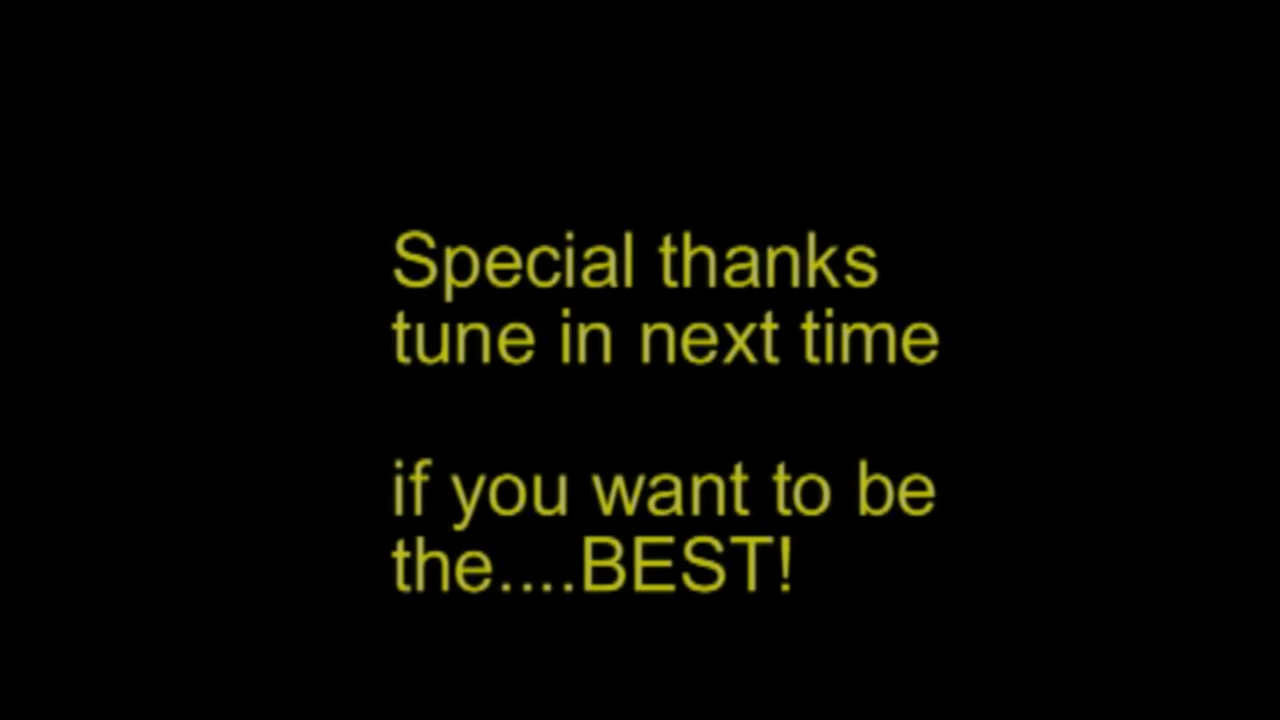 Special thanks
tune in next time
if you want to be
the....BEST!